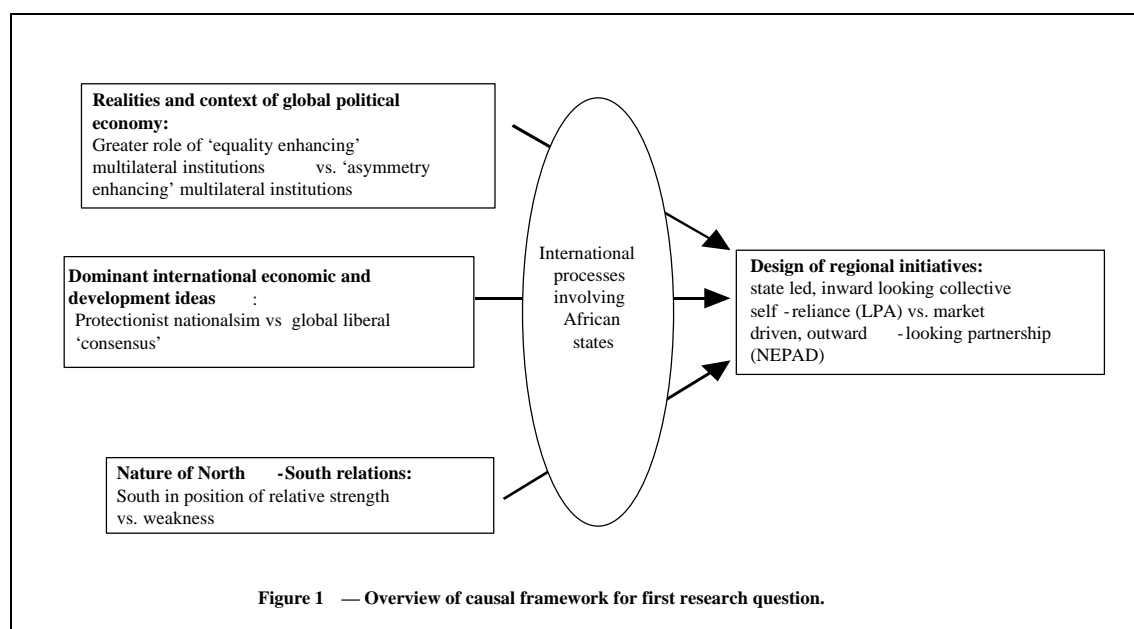 Realities and context of global political
economy:
Greater role of ‘equality enhancing’
multilateral institutions vs. ‘asymmetry
enhancing’ multilateral institutions
Dominant international economic and
development ideas :
Protectionist nationalsim vs global liberal
‘consensus’
Nature of North -South relations:
South in position of relative strength
vs. weakness
International
processes
involving
African
states
Design of regional initiatives:
state led, inward looking collective
self -reliance (LPA) vs. market
driven, outward -looking partnership
(NEPAD)
Figure 1 — Overview of causal framework for first research question.